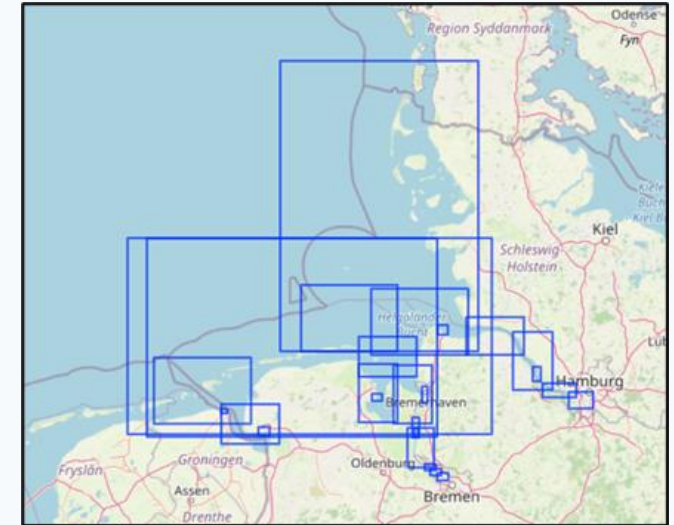 Odense
Region Syddanmark
Fyn
Kiel
Schleswig-
Holstein
Helgoländer
Bucht
Hamburg
Bremerhaven
Groningen
Oldenburg
Fryslân
Assen
Bremen
Drenthe